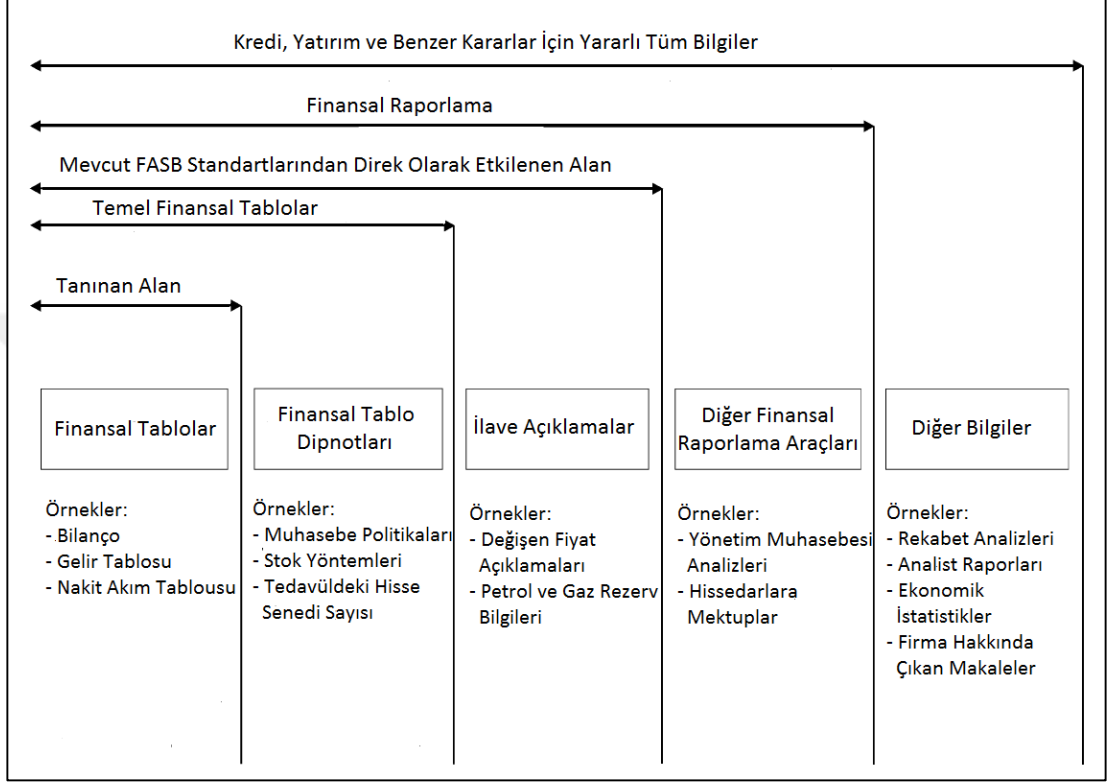 Kredi, Yatırım ve Benzer Kararlar İçin Yararlı Tüm Bilgiler
Finansal Raporlama
Mevcut FASB Standartlarından Direk Olarak Etkilenen Alan
Temel Finansal Tablolar
Tanınan Alan
Finansal Tablolar
Finansal Tablo
Dipnotları
İlave Açıklamalar
Diğer Finansal
Raporlama Araçları
Diğer Bilgiler
Örnekler:
- Bilanço
- Gelir Tablosu
- Nakit Akım Tablousu
Örnekler:
- Muhasebe Politikaları
- Stok Yöntemleri
- Tedavüldeki Hisse
Senedi Sayısı
Örnekler:
- Değişen Fiyat
Açıklamaları
- Petrol ve Gaz Rezerv
Bilgileri
Örnekler:
- Yönetim Muhasebesi
Analizleri
- Hissedarlara
Mektuplar
Örnekler:
- Rekabet Analizleri
- Analist Raporları
- Ekonomik
İstatistikler
- Firma Hakkında
Çıkan Makaleler